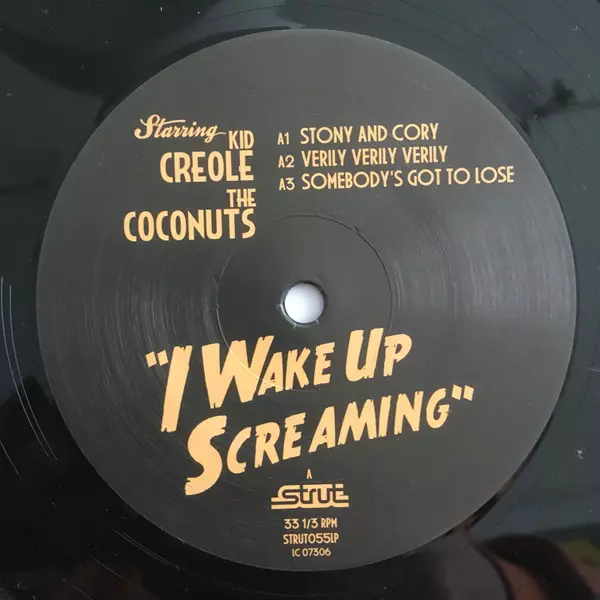 Starring
KID
CREOLE
THE
COCONUTS
A1 STONY AND CORY
A2 VERILY VERILY VERILY
A3 SOMEBODY'S GOT TO LOSE
"I WAKE UP
SCREAMING"
A
Strut
33 1/3 RPM
STRUT055LP
LC 07306